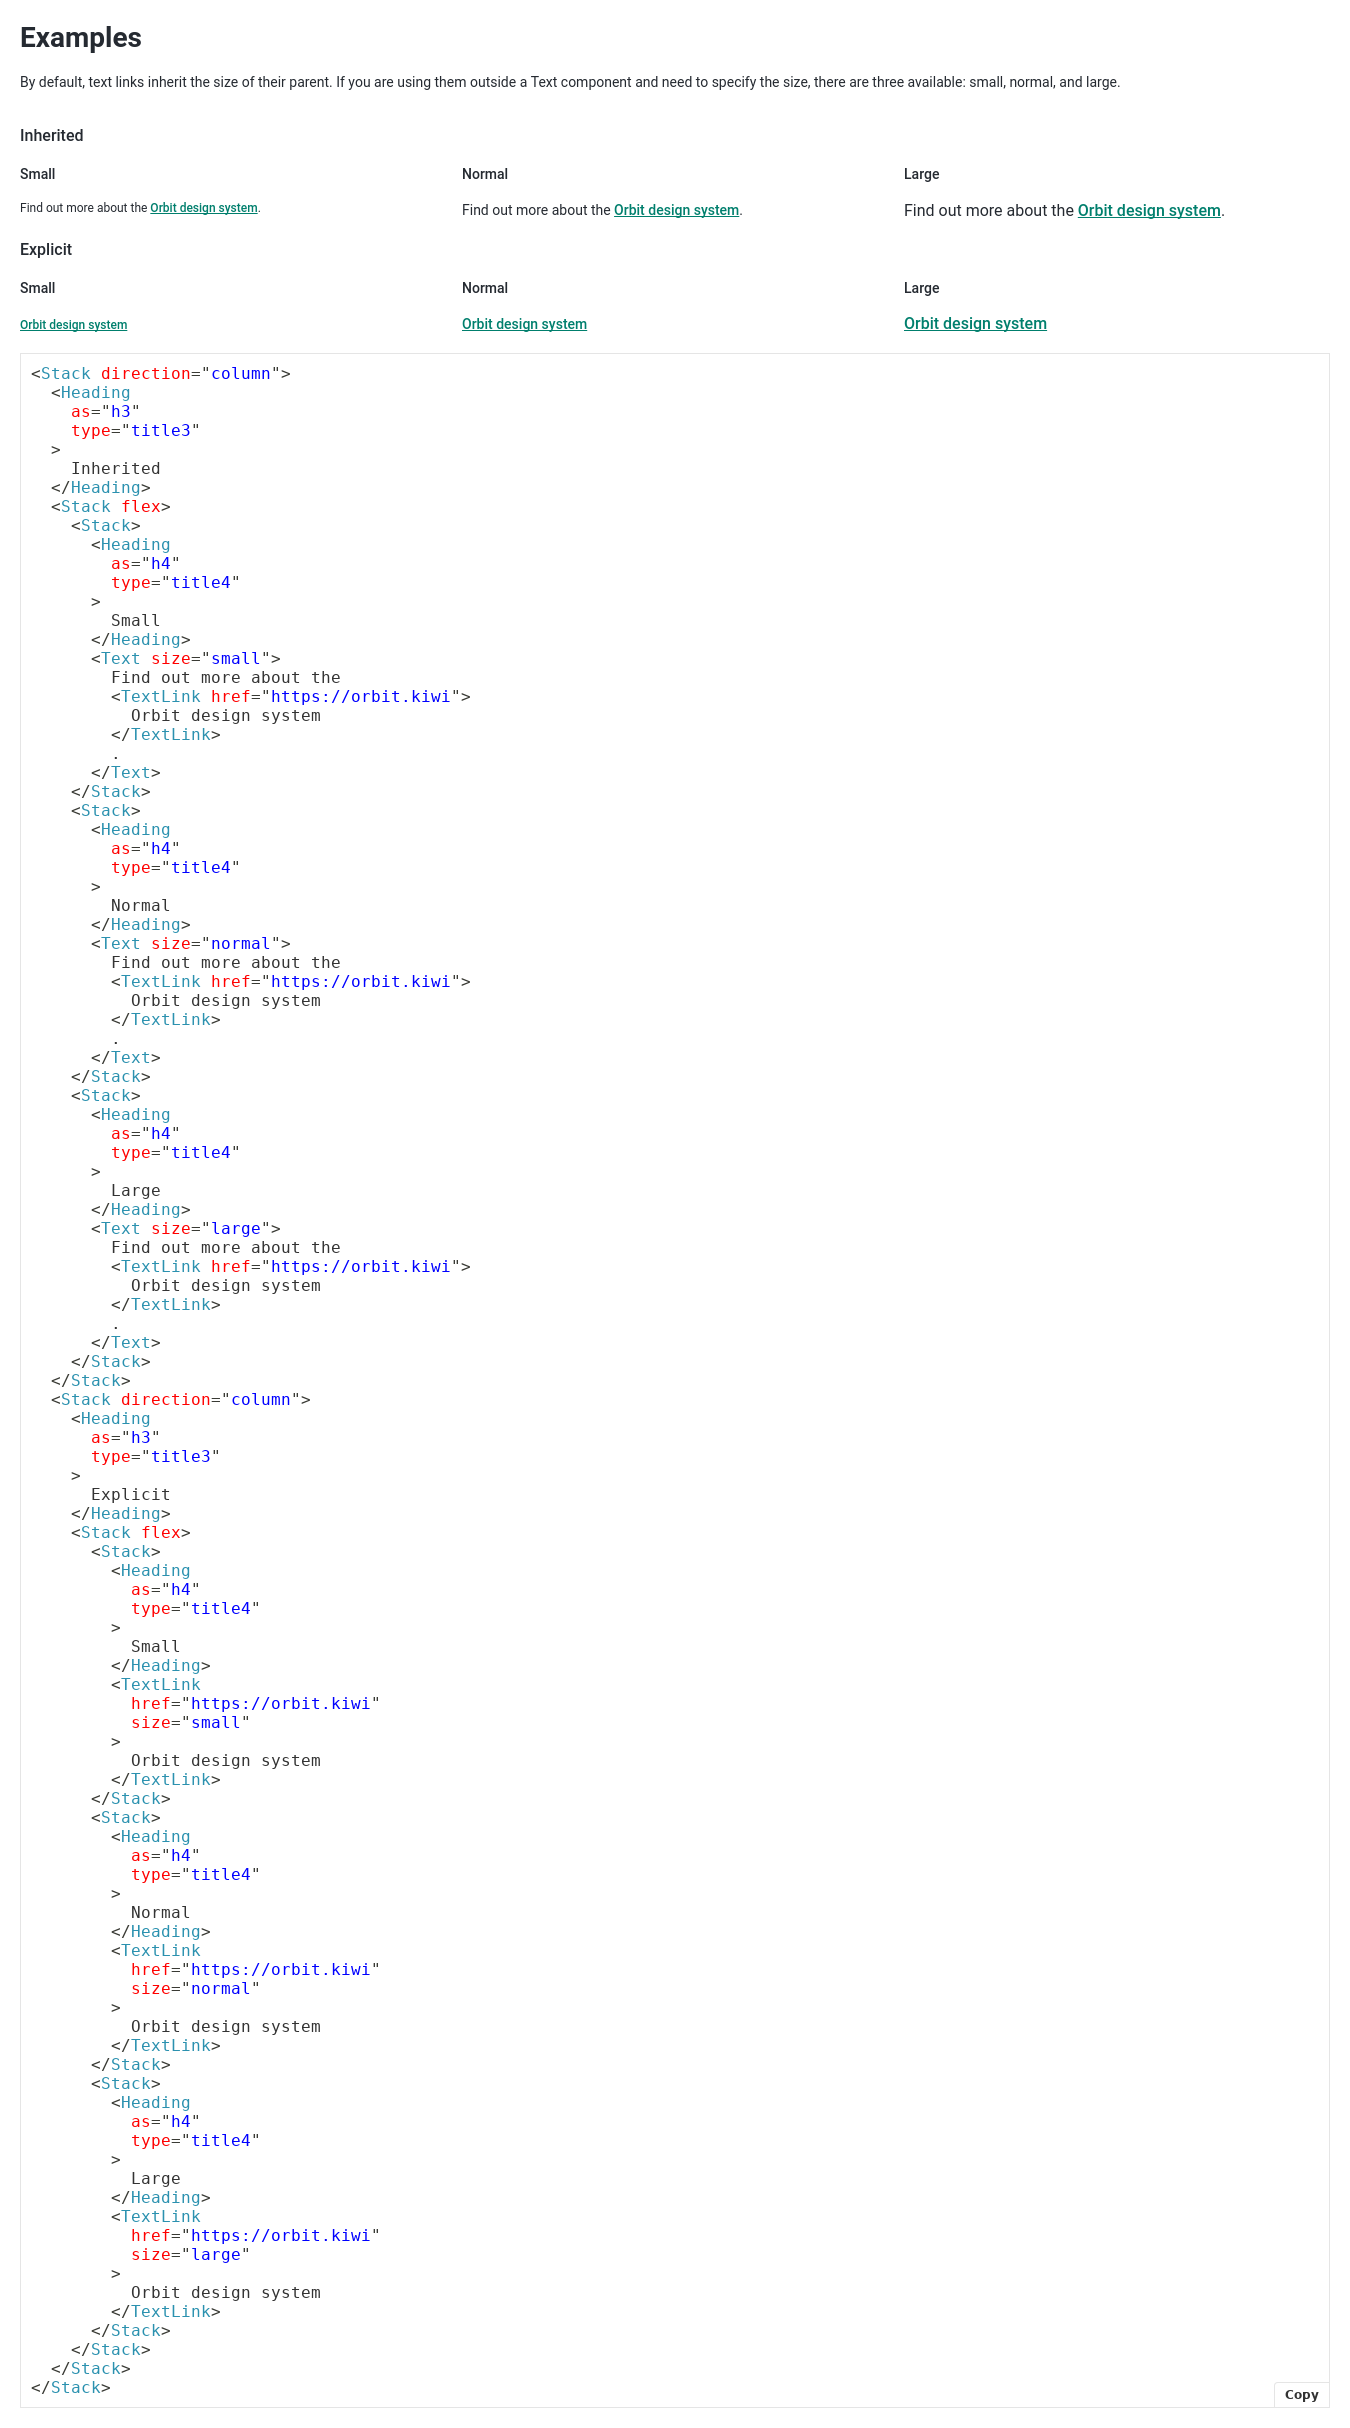 Examples
By default, text links inherit the size of their parent. If you are using them outside a Text component and need to specify the size, there are three available: small, normal, and large.
Inherited
Small
Normal
Large
Find out more about the Orbit design system.
Find out more about the Orbit design system.
Find out more about the Orbit design system.
Explicit
Small
Normal
Large
Orbit design system
Orbit design system
Orbit design system
<Stack direction="column">
  <Heading
    as="h3"
    type="title3"
  >
    Inherited
  </Heading>
  <Stack flex>
    <Stack>
      <Heading
        as="h4"
        type="title4"
      >
        Small
      </Heading>
      <Text size="small">
        Find out more about the
        <TextLink href="https://orbit.kiwi">
          Orbit design system
        </TextLink>
        .
      </Text>
    </Stack>
    <Stack>
      <Heading
        as="h4"
        type="title4"
      >
        Normal
      </Heading>
      <Text size="normal">
        Find out more about the
        <TextLink href="https://orbit.kiwi">
          Orbit design system
        </TextLink>
        .
      </Text>
    </Stack>
    <Stack>
      <Heading
        as="h4"
        type="title4"
      >
        Large
      </Heading>
      <Text size="large">
        Find out more about the
        <TextLink href="https://orbit.kiwi">
          Orbit design system
        </TextLink>
        .
      </Text>
    </Stack>
  </Stack>
  <Stack direction="column">
    <Heading
      as="h3"
      type="title3"
    >
      Explicit
    </Heading>
    <Stack flex>
      <Stack>
        <Heading
          as="h4"
          type="title4"
        >
          Small
        </Heading>
        <TextLink
          href="https://orbit.kiwi"
          size="small"
        >
          Orbit design system
        </TextLink>
      </Stack>
      <Stack>
        <Heading
          as="h4"
          type="title4"
        >
          Normal
        </Heading>
        <TextLink
          href="https://orbit.kiwi"
          size="normal"
        >
          Orbit design system
        </TextLink>
      </Stack>
      <Stack>
        <Heading
          as="h4"
          type="title4"
        >
          Large
        </Heading>
        <TextLink
          href="https://orbit.kiwi"
          size="large"
        >
          Orbit design system
        </TextLink>
      </Stack>
    </Stack>
  </Stack>
</Stack>
Copy